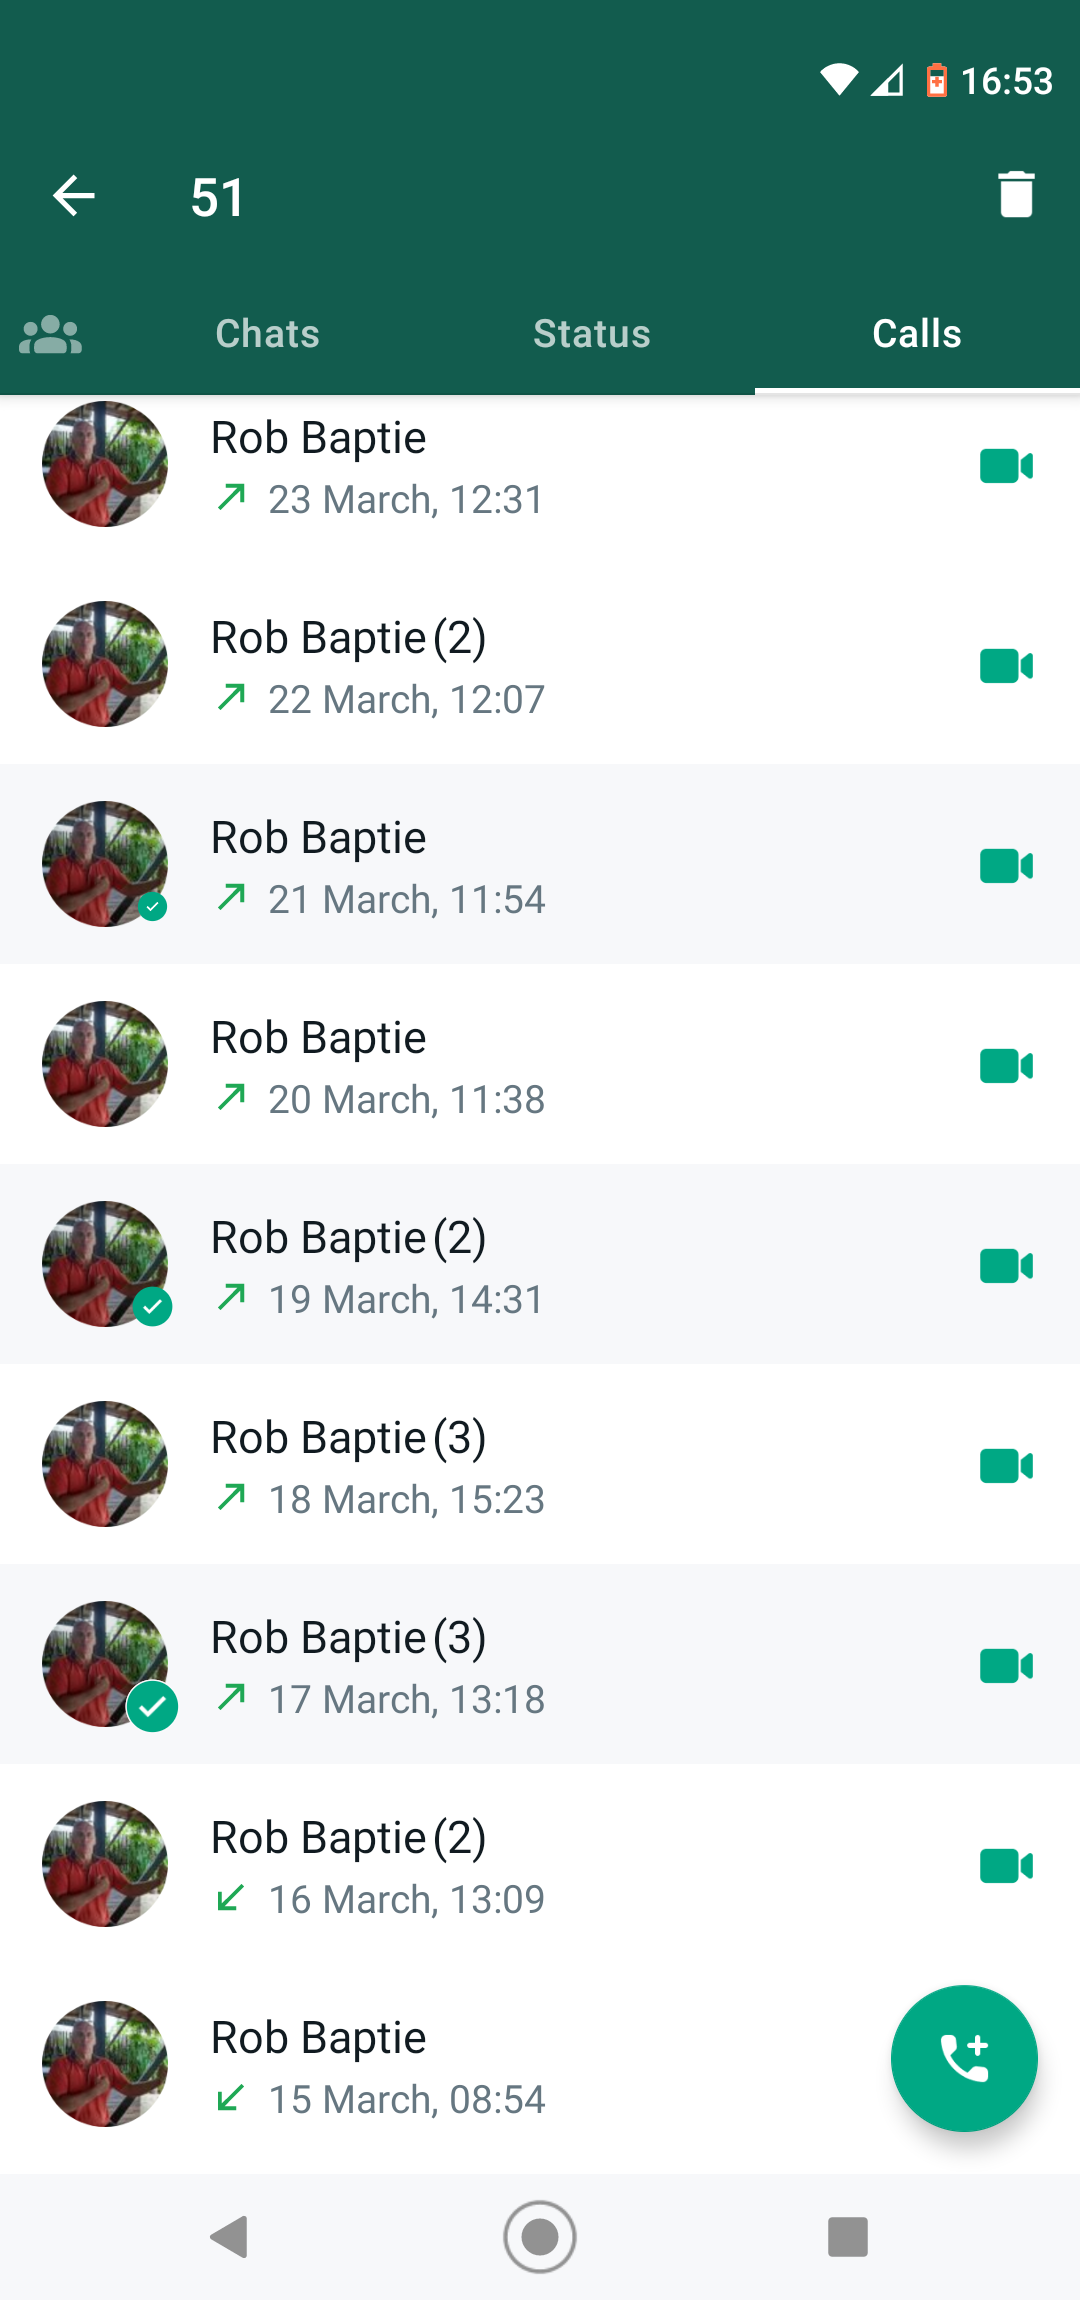 16:53
51
Chats Status Calls
Rob Baptie
23 March, 12:31
Rob Baptie (2)
22 March, 12:07
Rob Baptie
21 March, 11:54
Rob Baptie
20 March, 11:38
Rob Baptie (2)
19 March, 14:31
Rob Baptie (3)
18 March, 15:23
Rob Baptie (3)
17 March, 13:18
Rob Baptie (2)
16 March, 13:09
Rob Baptie
15 March, 08:54